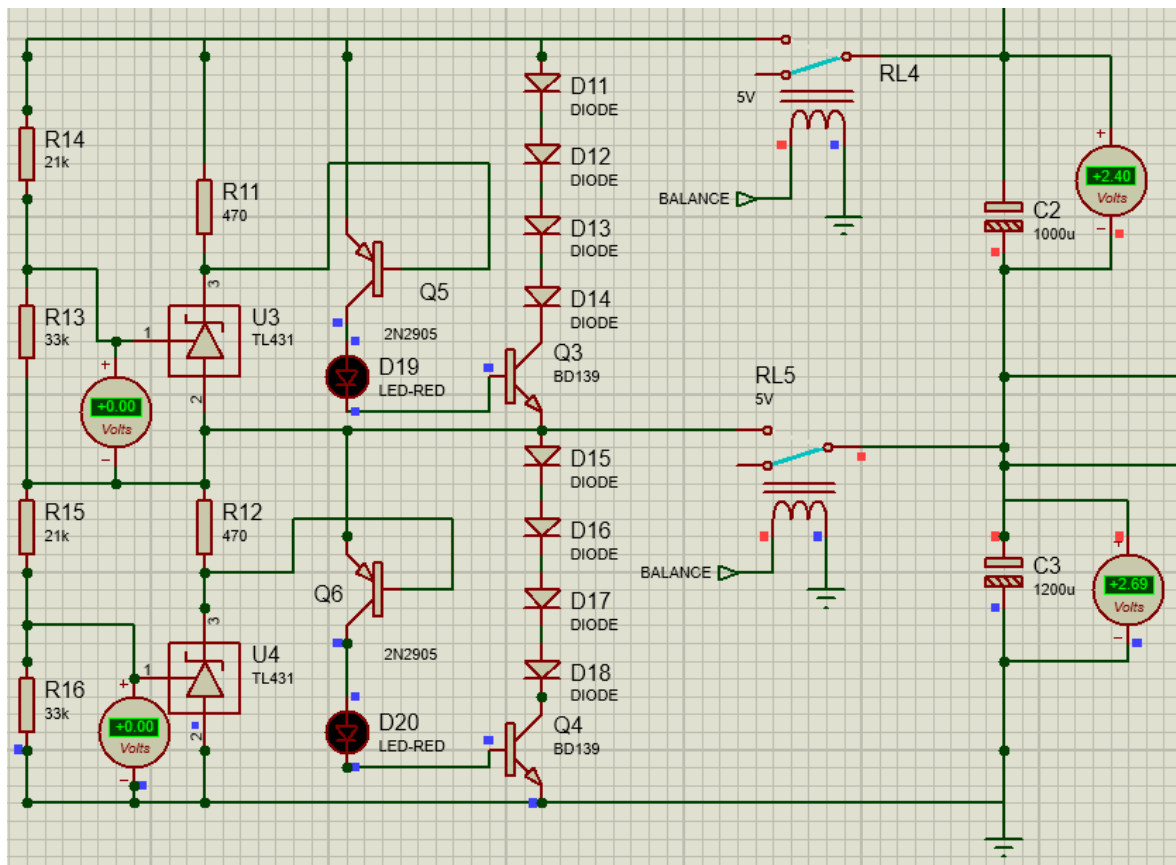 D11
DIODE
RL4
5V
R14
21k
D12
DIODE
+
+2.40
Volts
−
R11
470
BALANCE
C2
1000u
D13
DIODE
3
Q5
D14
DIODE
R13
33k
1
U3
TL431
2N2905
Q3
BD139
D19
LED-RED
RL5
5V
+
+0.00
Volts
−
2
D15
DIODE
R15
21k
R12
470
D16
DIODE
BALANCE
C3
1200u
+
+2.69
Volts
−
Q6
D17
DIODE
3
2N2905
U4
TL431
1
D18
DIODE
R16
33k
+
+0.00
Volts
−
2
D20
LED-RED
Q4
BD139